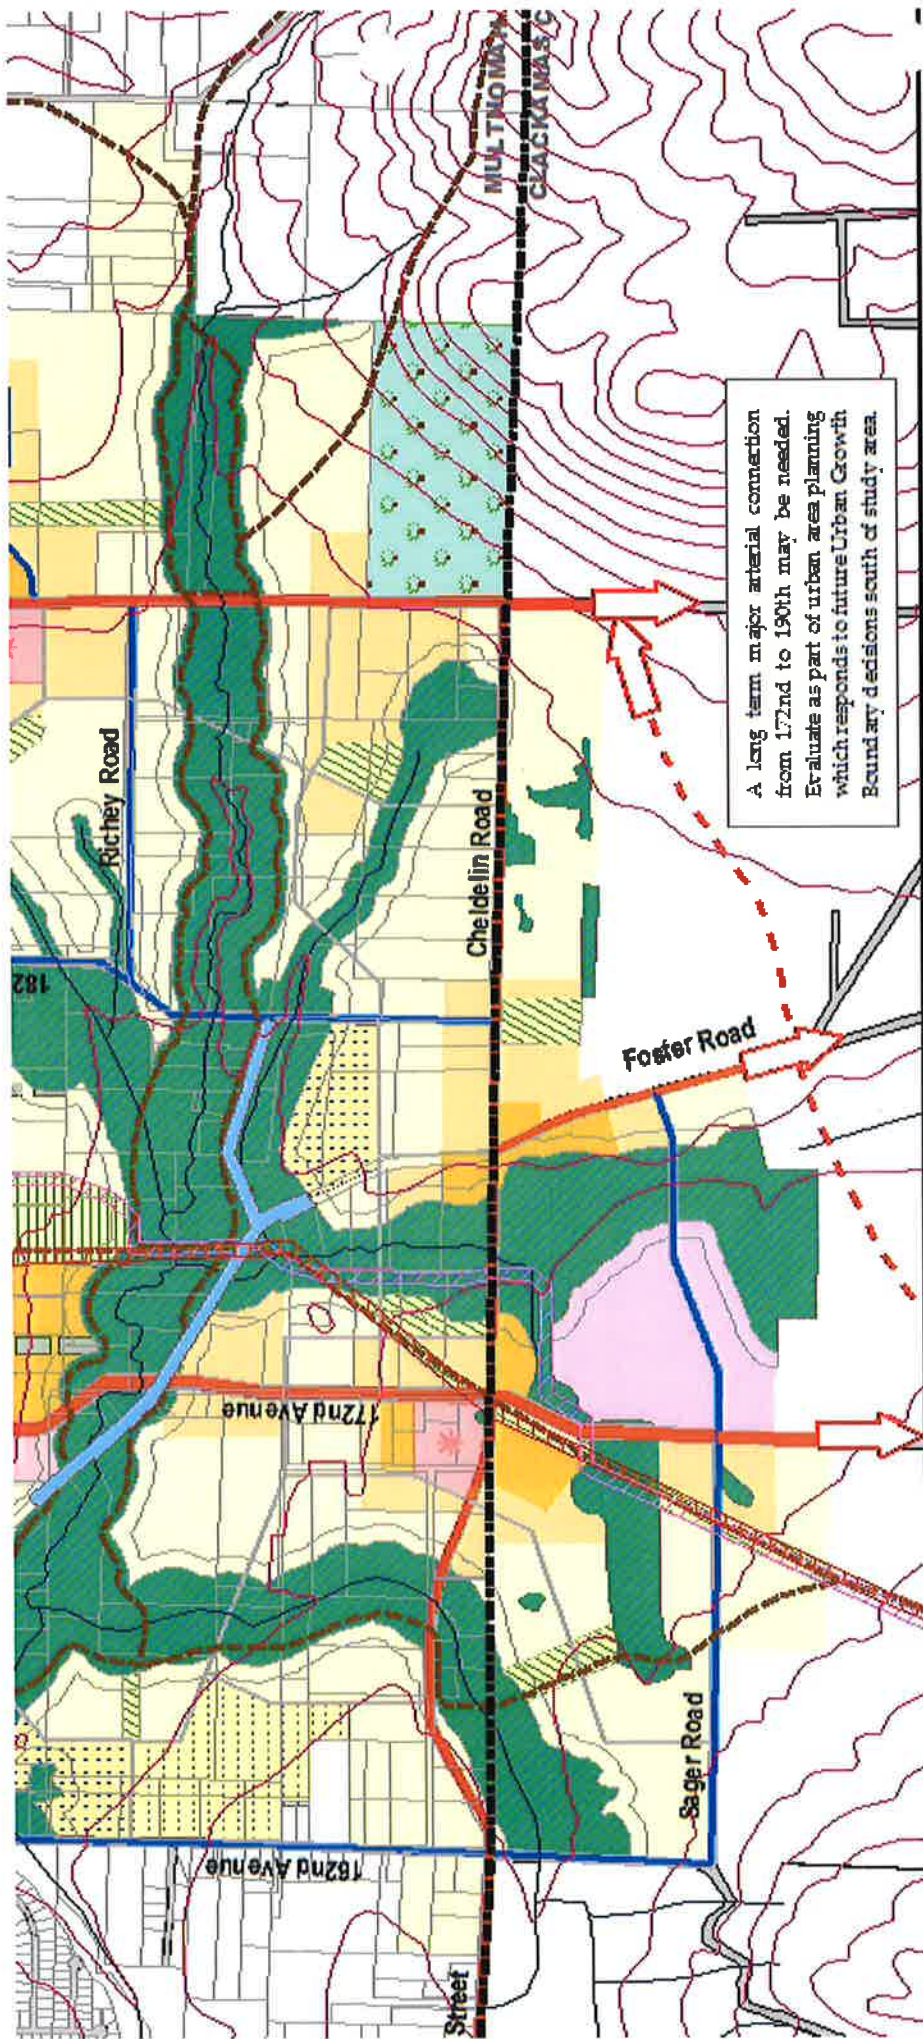 MULTNOMAH
CLACKAMAS C
Richey Road
182
Cheldelin Road
Foster Road
172nd Avenue
162nd Avenue
Sager Road
Street
A long term major arterial connection
from 172nd to 190th may be needed.
Evaluate as part of urban area planning
which responds to future Urban Growth
Boundary decisions south of study area.